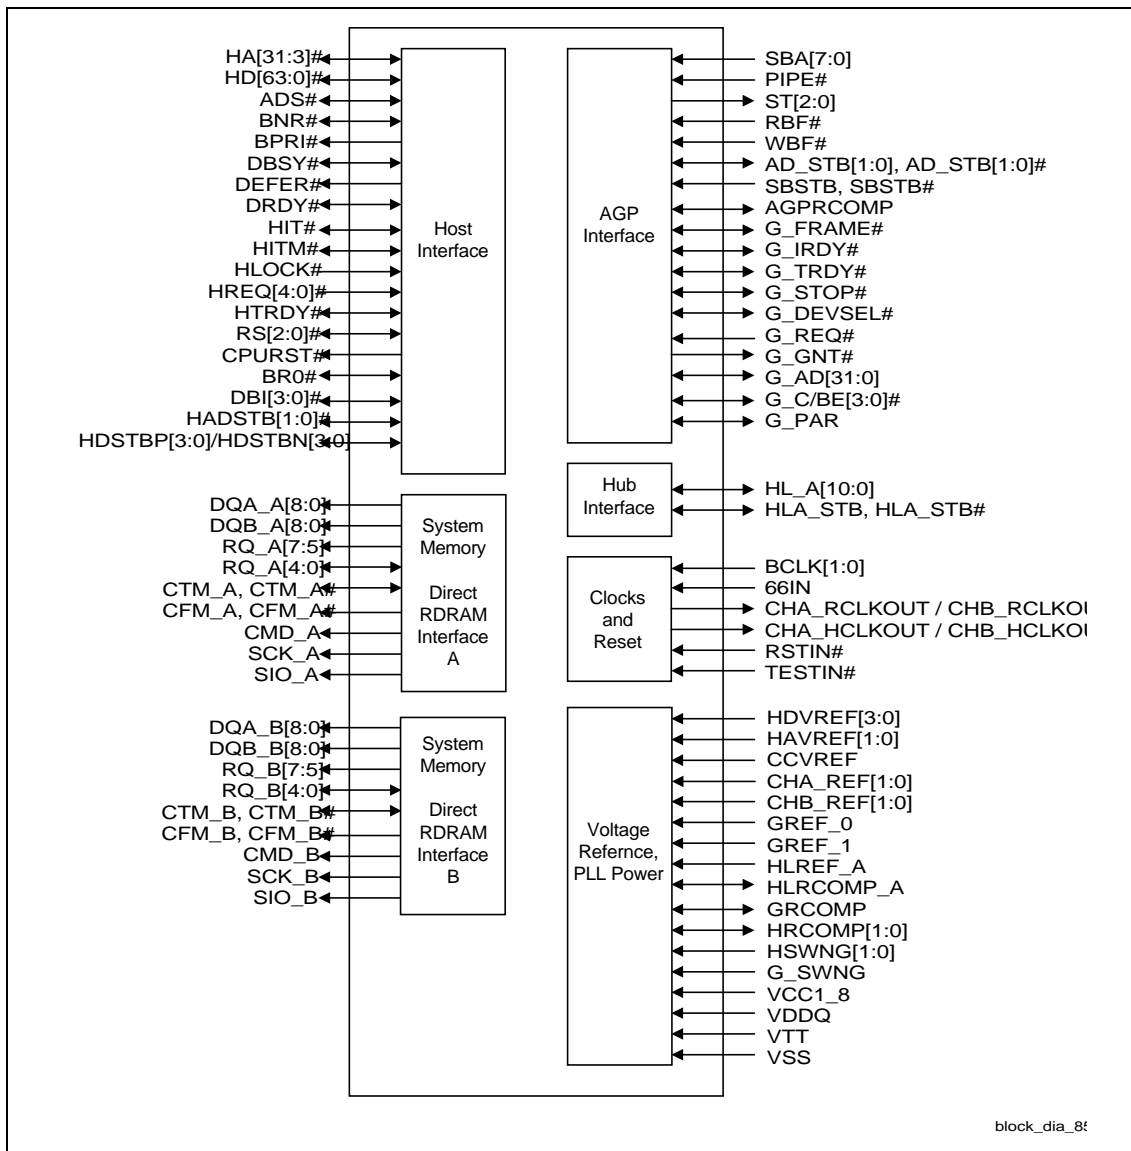 HA[31:3]#
HD[63:0]#
ADS#
BNR#
BPRI#
DBSY#
DEFER#
DRDY#
HIT#
HITM#
HLOCK#
HREQ[4:0]#
HTRDY#
RS[2:0]#
CPURST#
BR0#
DBI[3:0]#
HADSTB[1:0]#
HDSTBP[3:0]/HDSTBN[3:0]
Host
Interface
DQA_A[8:0]
DQB_A[8:0]
RQ_A[7:5]
RQ_A[4:0]
CTM_A, CTM_A#
CFM_A, CFM_A#
CMD_A
SCK_A
SIO_A
System
Memory
Direct
RDRAM
Interface
A
DQA_B[8:0]
DQB_B[8:0]
RQ_B[7:5]
RQ_B[4:0]
CTM_B, CTM_B#
CFM_B, CFM_B#
CMD_B
SCK_B
SIO_B
System
Memory
Direct
RDRAM
Interface
B
AGP
Interface
SBA[7:0]
PIPE#
ST[2:0]
RBF#
WBF#
AD_STB[1:0], AD_STB[1:0]#
SBSTB, SBSTB#
AGPRCOMP
G_FRAME#
G_IRDY#
G_TRDY#
G_STOP#
G_DEVSEL#
G_REQ#
G_GNT#
G_AD[31:0]
G_C/BE[3:0]#
G_PAR
Hub
Interface
HL_A[10:0]
HLA_STB, HLA_STB#
Clocks
and
Reset
BCLK[1:0]
66IN
CHA_RCLKOUT / CHB_RCLKOU
CHA_HCLKOUT / CHB_HCLKOU
RSTIN#
TESTIN#
Voltage
Refernce,
PLL Power
HDVREF[3:0]
HAVREF[1:0]
CCVREF
CHA_REF[1:0]
CHB_REF[1:0]
GREF_0
GREF_1
HLREF_A
HLRCOMP_A
GRCOMP
HRCOMP[1:0]
HSWNG[1:0]
G_SWNG
VCC1_8
VDDQ
VTT
VSS
block_dia_85